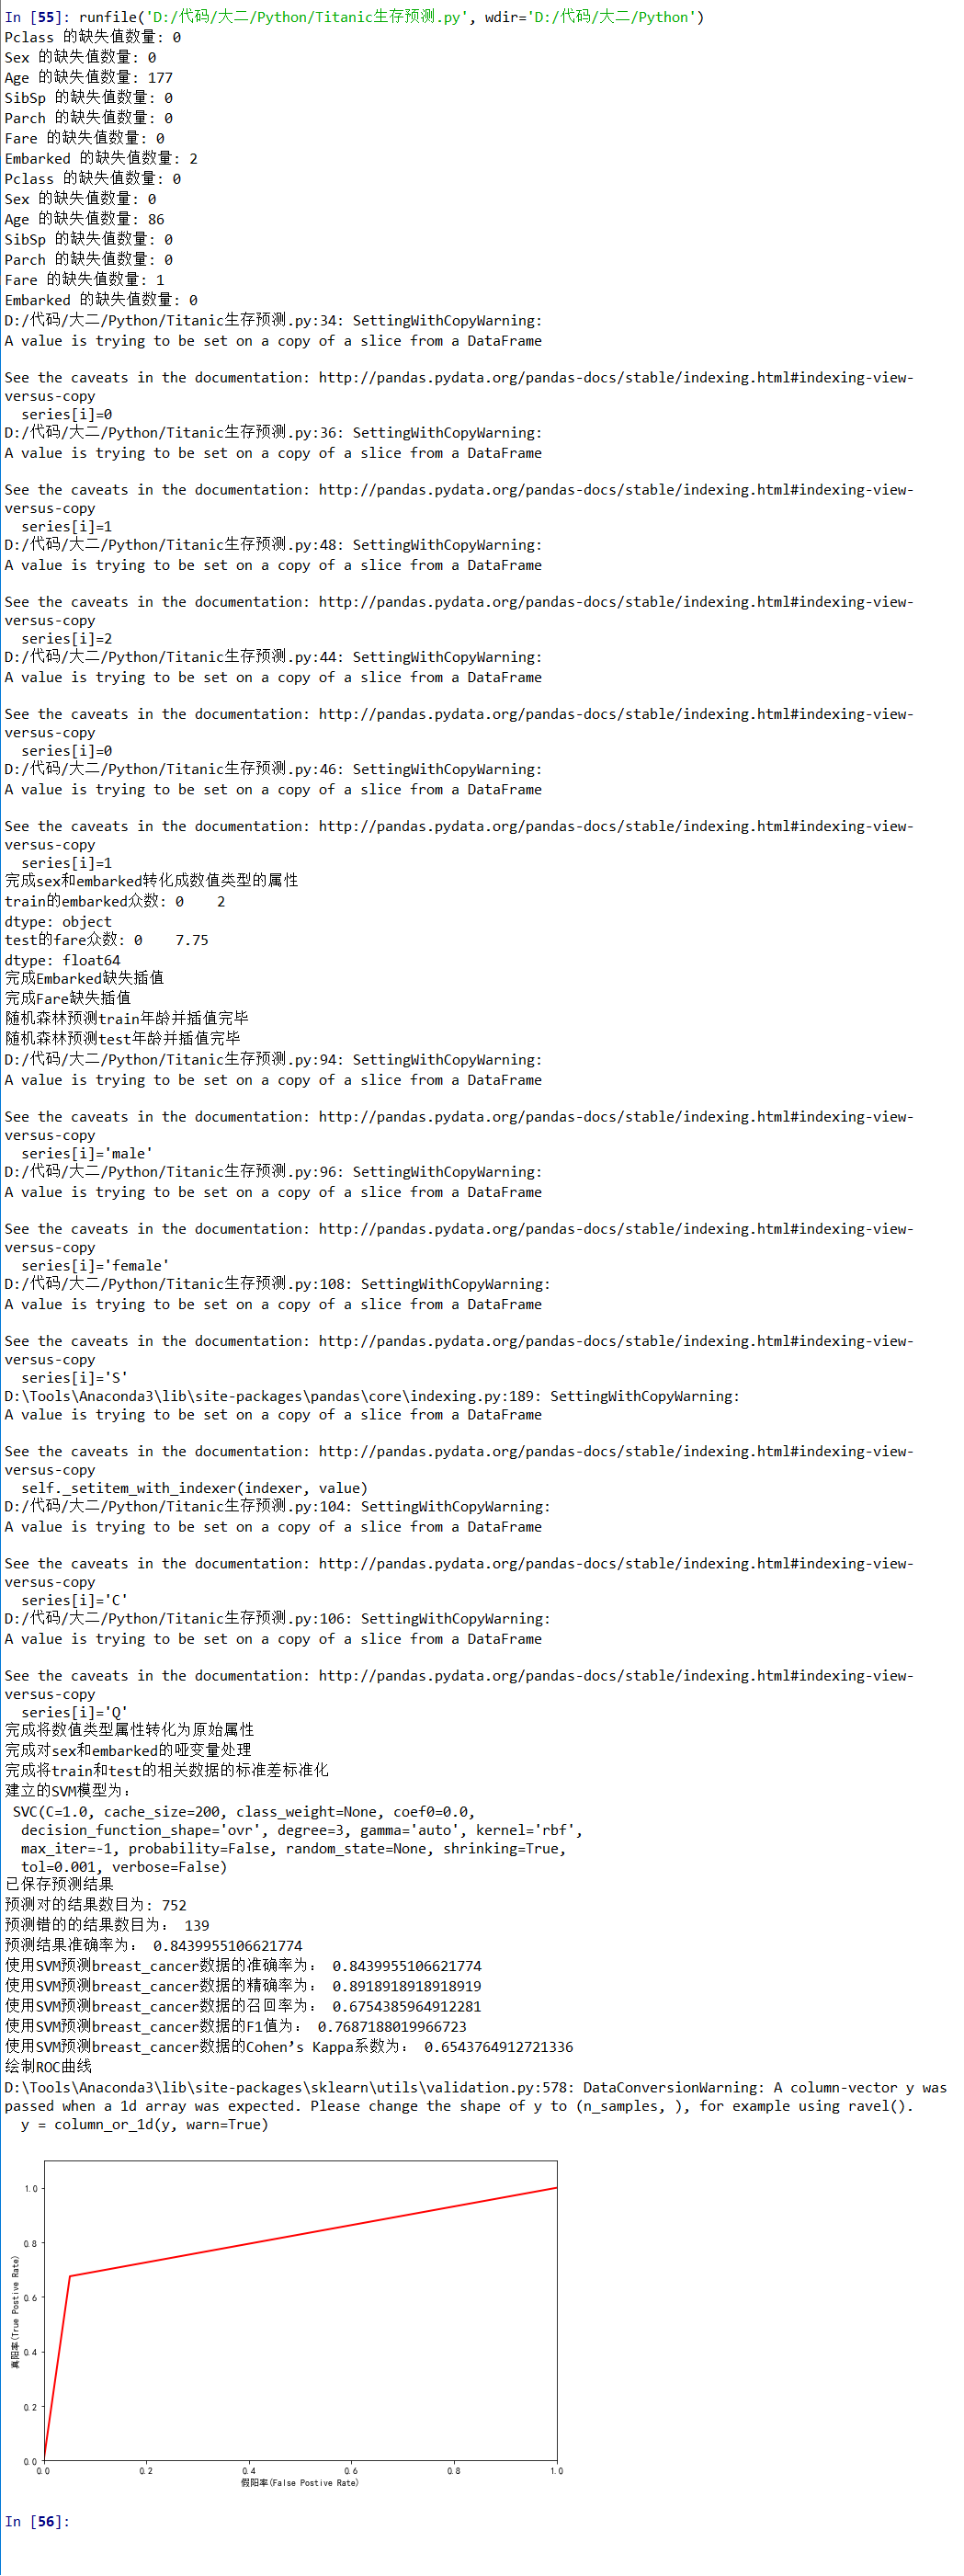 In [55]: runfile('D:/代码/大二/Python/Titanic生存预测.py', wdir='D:/代码/大二/Python')
Pclass 的缺失值数量: 0
Sex 的缺失值数量: 0
Age 的缺失值数量: 177
SibSp 的缺失值数量: 0
Parch 的缺失值数量: 0
Fare 的缺失值数量: 0
Embarked 的缺失值数量: 2
Pclass 的缺失值数量: 0
Sex 的缺失值数量: 0
Age 的缺失值数量: 86
SibSp 的缺失值数量: 0
Parch 的缺失值数量: 0
Fare 的缺失值数量: 1
Embarked 的缺失值数量: 0
D:/代码/大二/Python/Titanic生存预测.py:34: SettingWithCopyWarning:
A value is trying to be set on a copy of a slice from a DataFrame
See the caveats in the documentation: http://pandas.pydata.org/pandas-docs/stable/indexing.html#indexing-view-
versus-copy
series[i]=0
D:/代码/大二/Python/Titanic生存预测.py:36: SettingWithCopyWarning:
A value is trying to be set on a copy of a slice from a DataFrame
See the caveats in the documentation: http://pandas.pydata.org/pandas-docs/stable/indexing.html#indexing-view-
versus-copy
series[i]=1
D:/代码/大二/Python/Titanic生存预测.py:48: SettingWithCopyWarning:
A value is trying to be set on a copy of a slice from a DataFrame
See the caveats in the documentation: http://pandas.pydata.org/pandas-docs/stable/indexing.html#indexing-view-
versus-copy
series[i]=2
D:/代码/大二/Python/Titanic生存预测.py:44: SettingWithCopyWarning:
A value is trying to be set on a copy of a slice from a DataFrame
See the caveats in the documentation: http://pandas.pydata.org/pandas-docs/stable/indexing.html#indexing-view-
versus-copy
series[i]=0
D:/代码/大二/Python/Titanic生存预测.py:46: SettingWithCopyWarning:
A value is trying to be set on a copy of a slice from a DataFrame
See the caveats in the documentation: http://pandas.pydata.org/pandas-docs/stable/indexing.html#indexing-view-
versus-copy
series[i]=1
完成sex和embarked转化成数值类型的属性
train的embarked众数: 0    2
dtype: object
test的fare众数: 0    7.75
dtype: float64
完成Embarked缺失插值
完成Fare缺失插值
随机森林预测train年龄并插值完毕
随机森林预测test年龄并插值完毕
D:/代码/大二/Python/Titanic生存预测.py:94: SettingWithCopyWarning:
A value is trying to be set on a copy of a slice from a DataFrame
See the caveats in the documentation: http://pandas.pydata.org/pandas-docs/stable/indexing.html#indexing-view-
versus-copy
series[i]='male'
D:/代码/大二/Python/Titanic生存预测.py:96: SettingWithCopyWarning:
A value is trying to be set on a copy of a slice from a DataFrame
See the caveats in the documentation: http://pandas.pydata.org/pandas-docs/stable/indexing.html#indexing-view-
versus-copy
series[i]='female'
D:/代码/大二/Python/Titanic生存预测.py:108: SettingWithCopyWarning:
A value is trying to be set on a copy of a slice from a DataFrame
See the caveats in the documentation: http://pandas.pydata.org/pandas-docs/stable/indexing.html#indexing-view-
versus-copy
series[i]='S'
D:\Tools\Anaconda3\lib\site-packages\pandas\core\indexing.py:189: SettingWithCopyWarning:
A value is trying to be set on a copy of a slice from a DataFrame
See the caveats in the documentation: http://pandas.pydata.org/pandas-docs/stable/indexing.html#indexing-view-
versus-copy
self._setitem_with_indexer(indexer, value)
D:/代码/大二/Python/Titanic生存预测.py:104: SettingWithCopyWarning:
A value is trying to be set on a copy of a slice from a DataFrame
See the caveats in the documentation: http://pandas.pydata.org/pandas-docs/stable/indexing.html#indexing-view-
versus-copy
series[i]='C'
D:/代码/大二/Python/Titanic生存预测.py:106: SettingWithCopyWarning:
A value is trying to be set on a copy of a slice from a DataFrame
See the caveats in the documentation: http://pandas.pydata.org/pandas-docs/stable/indexing.html#indexing-view-
versus-copy
series[i]='Q'
完成将数值类型属性转化为原始属性
完成对sex和embarked的哑变量处理
完成将train和test的相关数据的标准差标准化
建立的SVM模型为：
SVC(C=1.0, cache_size=200, class_weight=None, coef0=0.0,
decision_function_shape='ovr', degree=3, gamma='auto', kernel='rbf',
max_iter=-1, probability=False, random_state=None, shrinking=True,
tol=0.001, verbose=False)
已保存预测结果
预测对的结果数目为: 752
预测错的的结果数目为： 139
预测结果准确率为： 0.8439955106621774
使用SVM预测breast_cancer数据的准确率为： 0.8439955106621774
使用SVM预测breast_cancer数据的精确率为： 0.8918918918918919
使用SVM预测breast_cancer数据的召回率为： 0.6754385964912281
使用SVM预测breast_cancer数据的F1值为： 0.7687188019966723
使用SVM预测breast_cancer数据的Cohen’s Kappa系数为： 0.6543764912721336
绘制ROC曲线
D:\Tools\Anaconda3\lib\site-packages\sklearn\utils\validation.py:578: DataConversionWarning: A column-vector y was
passed when a 1d array was expected. Please change the shape of y to (n_samples, ), for example using ravel().
y = column_or_1d(y, warn=True)
1.0
0.8
0.6
0.4
0.2
0.0
真阳率(True Postive Rate)
0.0 0.2 0.4 0.6 0.8 1.0
假阳率(False Postive Rate)
In [56]: